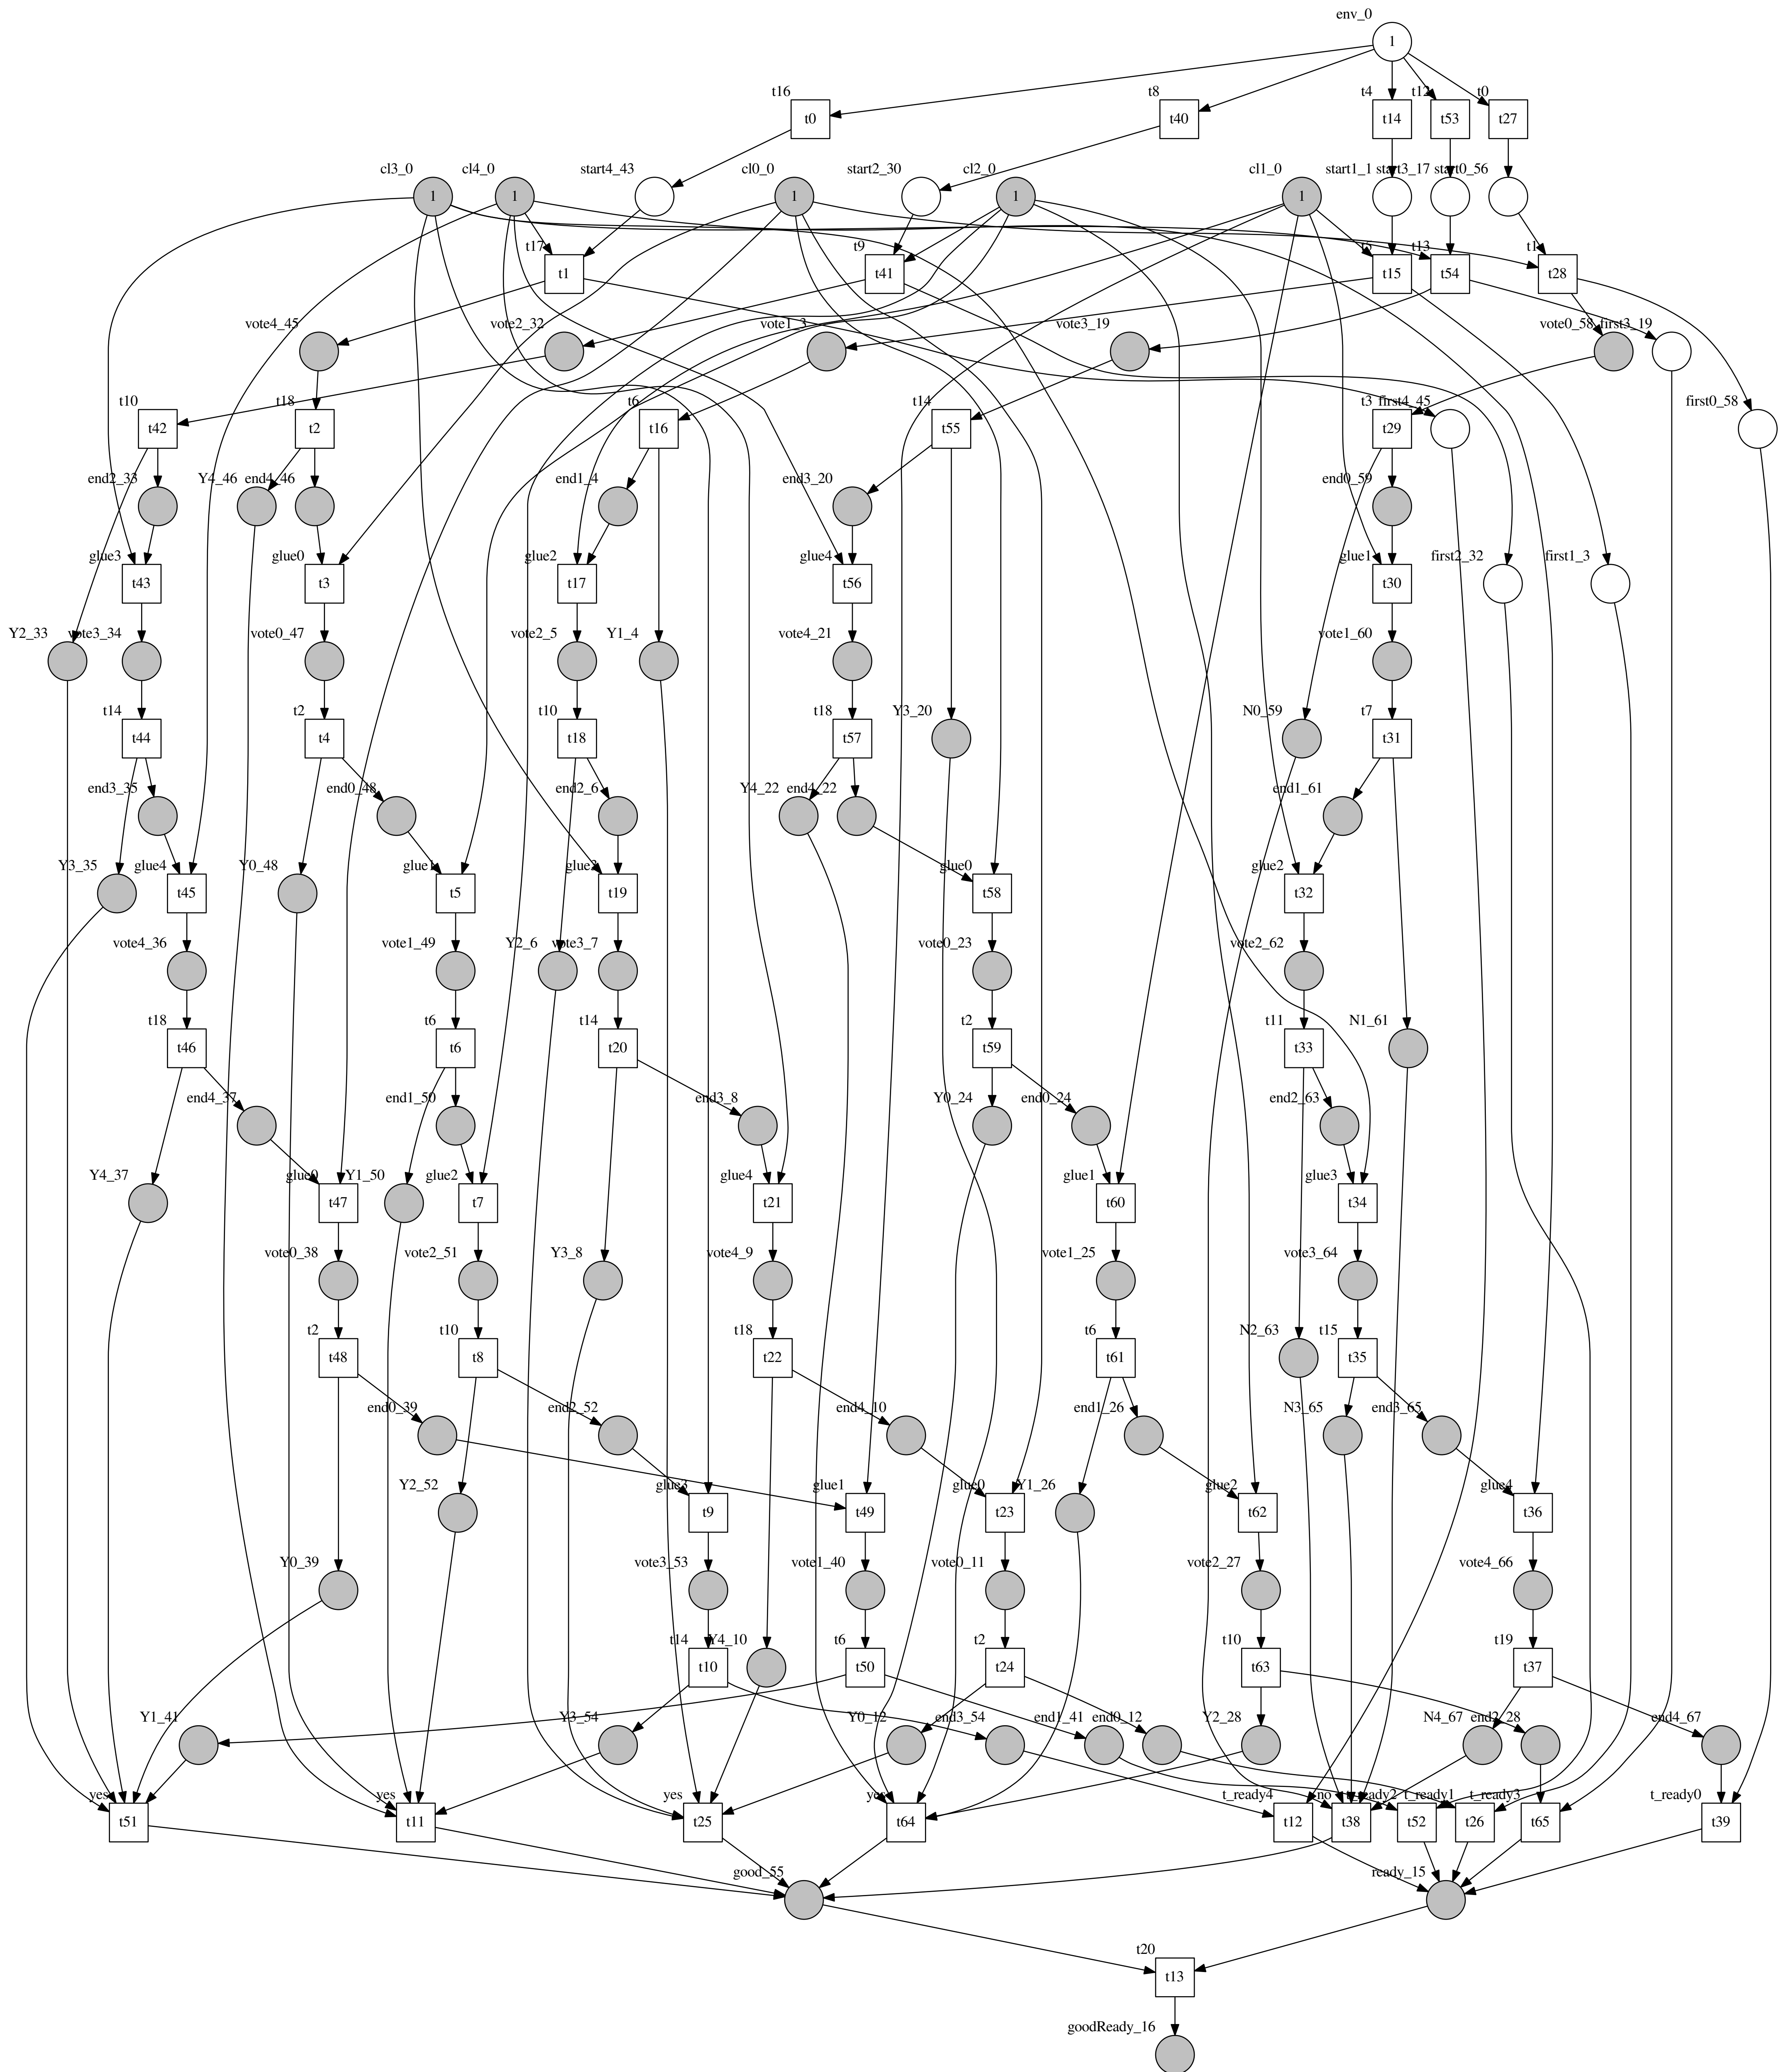 env_0
1
t16 t8 t4 t12 t0
t0 t40 t14 t53 t27
cl3_0 cl4_0 start4_43 cl0_0 start2_30 cl2_0 cl1_0 start1_1 start3_17 start0_56
1 1 1 1 1
t17 t9 t13 t1
t1 t41 t15 t54 t28
vote4_45 vote2_32 vote1_3 vote3_19 vote0_58 first3_19
t10 t18 t6 t14 t3 first4_45 first0_58
t42 t2 t16 t55 t29
end2_33 Y4_46 end4_46 end1_4 end3_20 end0_59
glue3 glue0 glue2 glue4 glue1 first2_32 first1_3
t43 t3 t17 t56 t30
Y2_33 vote3_34 vote0_47 vote2_5 Y1_4 vote4_21 vote1_60
t14 t2 t10 t18 Y3_20 N0_59 t7
t44 t4 t18 t57 t31
end3_35 end0_48 end2_6 Y4_22 end4_22 end1_61
Y3_35 glue4 Y0_48 glue1 glue3 glue0 glue2
t45 t5 t19 t58 t32
vote4_36 vote1_49 Y2_6 vote3_7 vote0_23 vote2_62
t18 t6 t14 t2 t11 N1_61
t46 t6 t20 t59 t33
end4_37 end1_50 end3_8 Y0_24 end0_24 end2_63
Y4_37 glue0 Y1_50 glue2 glue4 glue1 glue3
t47 t7 t21 t60 t34
vote0_38 vote2_51 Y3_8 vote4_9 vote1_25 vote3_64
t2 t10 t18 t6 N2_63 t15
t48 t8 t22 t61 t35
end0_39 end2_52 end4_10 end1_26 N3_65 end3_65
Y2_52 glue3 glue1 glue0 Y1_26 glue2 glue4
t9 t49 t23 t62 t36
Y0_39 vote3_53 vote1_40 vote0_11 vote2_27 vote4_66
t14 Y4_10 t6 t2 t10 t19
t10 t50 t24 t63 t37
Y1_41 Y3_54 Y0_12 end3_54 end1_41 end0_12 Y2_28 N4_67 end2_28 end4_67
yes yes yes yes t_ready4 no t_ready2 t_ready1 t_ready3 t_ready0
t51 t11 t25 t64 t12 t38 t52 t26 t65 t39
good_55 ready_15
t20
t13
goodReady_16